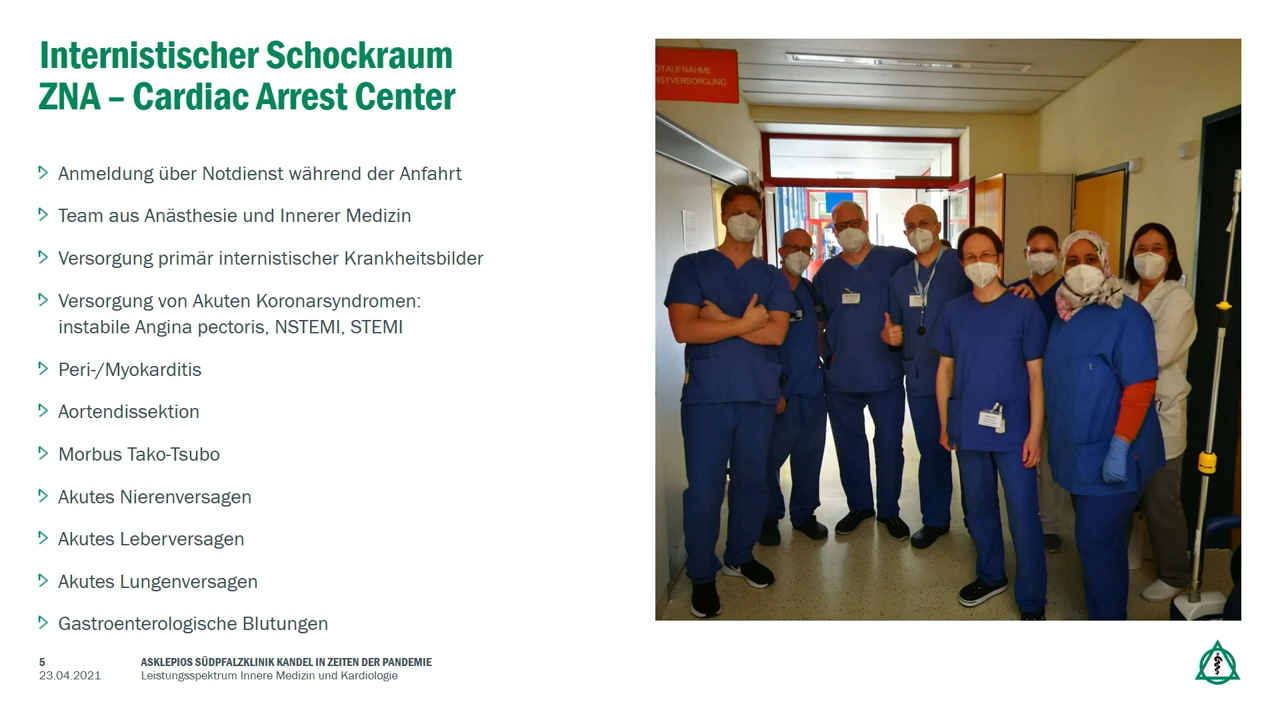 Internistischer Schockraum
ZNA – Cardiac Arrest Center
Anmeldung über Notdienst während der Anfahrt
Team aus Anästhesie und Innerer Medizin
Versorgung primär internistischer Krankheitsbilder
Versorgung von Akuten Koronarsyndromen:
instabile Angina pectoris, NSTEMI, STEMI
Peri-/Myokarditis
Aortendissektion
Morbus Tako-Tsubo
Akutes Nierenversagen
Akutes Leberversagen
Akutes Lungenversagen
Gastroenterologische Blutungen
OTAUFNAHME
RSTVERSORGUNG
5
ASKLEPIOS SÜDPFALZKLINIK KANDEL IN ZEITEN DER PANDEMIE
23.04.2021
Leistungsspektrum Innere Medizin und Kardiologie